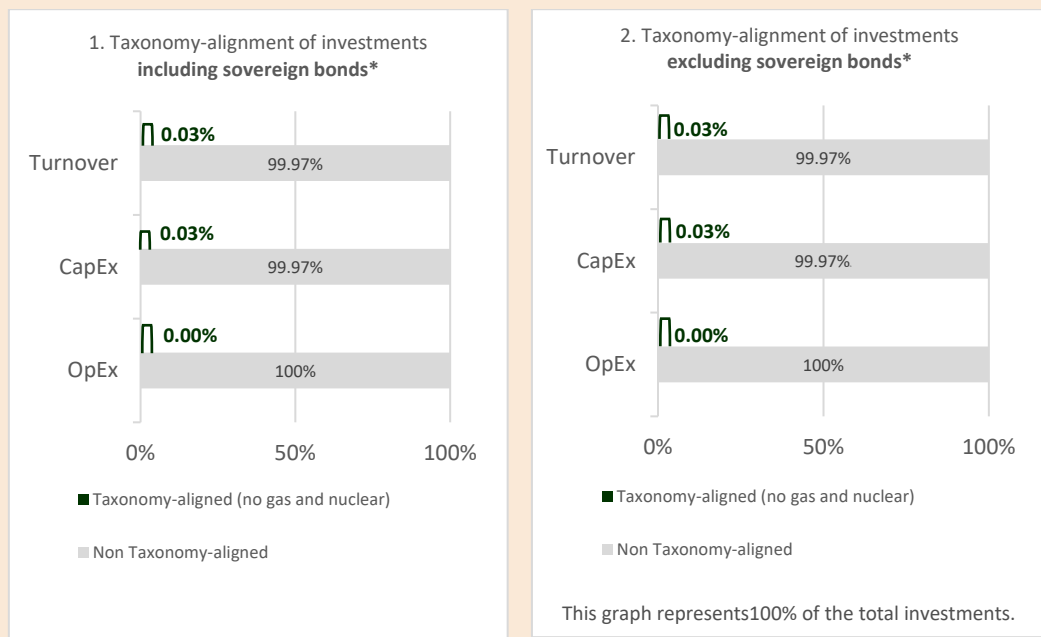 1. Taxonomy-alignment of investments
including sovereign bonds*
0.03%
Turnover
99.97%
0.03%
CapEx
99.97%
0.00%
OpEx
100%
0%
50%
100%
Taxonomy-aligned (no gas and nuclear)
Non Taxonomy-aligned
2. Taxonomy-alignment of investments
excluding sovereign bonds*
0.03%
Turnover
99.97%
0.03%
CapEx
99.97%
0.00%
OpEx
100%
0%
50%
100%
Taxonomy-aligned (no gas and nuclear)
Non Taxonomy-aligned
This graph represents100% of the total investments.